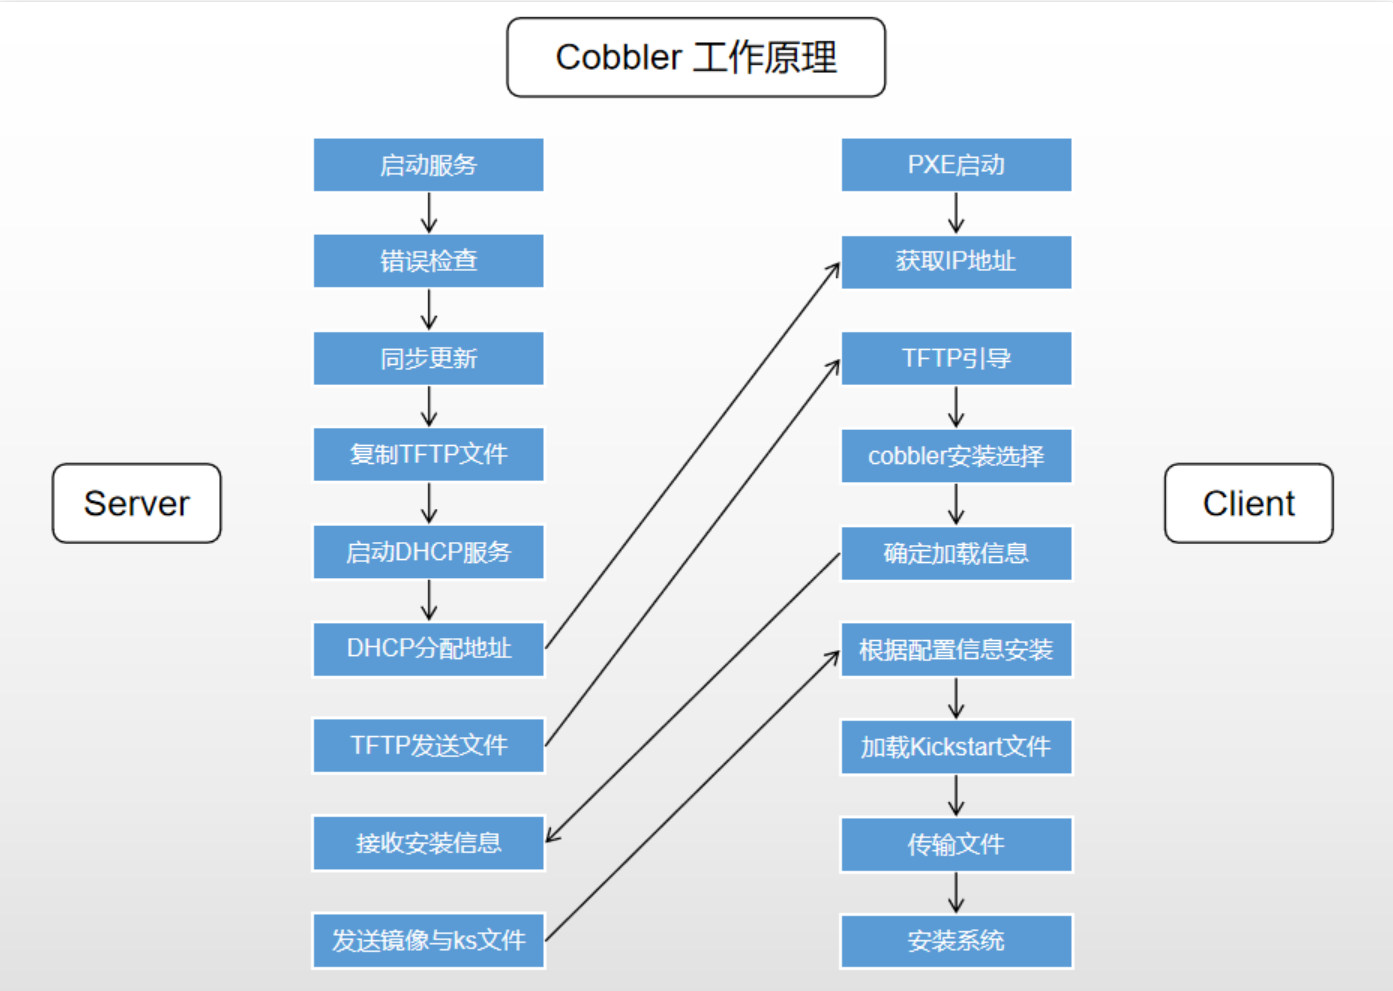 Cobbler 工作原理
Server
启动服务
错误检查
同步更新
复制TFTP文件
启动DHCP服务
DHCP分配地址
TFTP发送文件
接收安装信息
发送镜像与ks文件
PXE启动
获取IP地址
TFTP引导
cobbler安装选择
确定加载信息
根据配置信息安装
加载Kickstart文件
传输文件
安装系统
Client